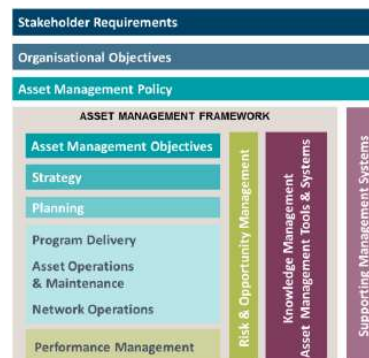 Stakeholder Requirements
Organisational Objectives
Asset Management Policy
ASSET MANAGEMENT FRAMEWORK
Asset Management Objectives
Strategy
Planning
Program Delivery
Asset Operations
& Maintenance
Network Operations
Performance Management
Risk & Opportunity Management
Knowledge Management
Asset Management Tools & Systems
Supporting Management Systems